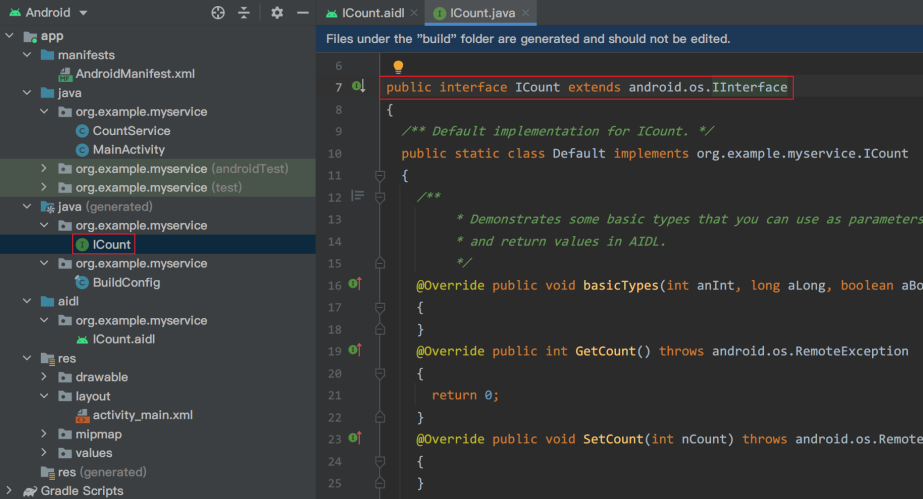 Android
app
manifests
AndroidManifest.xml
java
org.example.myservice
CountService
MainActivity
org.example.myservice (androidTest)
org.example.myservice (test)
java (generated)
org.example.myservice
ICount
org.example.myservice
BuildConfig
aidl
org.example.myservice
ICount.aidl
res
drawable
layout
activity_main.xml
mipmap
values
res (generated)
Gradle Scripts
ICount.aidl ICount.java
Files under the "build" folder are generated and should not be edited.
6
7 public interface ICount extends android.os.IInterface
8 {
9 /** Default implementation for ICount. */
10 public static class Default implements org.example.myservice.ICount
11 {
12 /**
13 * Demonstrates some basic types that you can use as parameters
14 * and return values in AIDL.
15 */
16 @Override public void basicTypes(int anInt, long aLong, boolean aBo
17 {
18 }
19 @Override public int GetCount() throws android.os.RemoteException
20 {
21 return 0;
22 }
23 @Override public void SetCount(int nCount) throws android.os.Remote
24 {
25 }